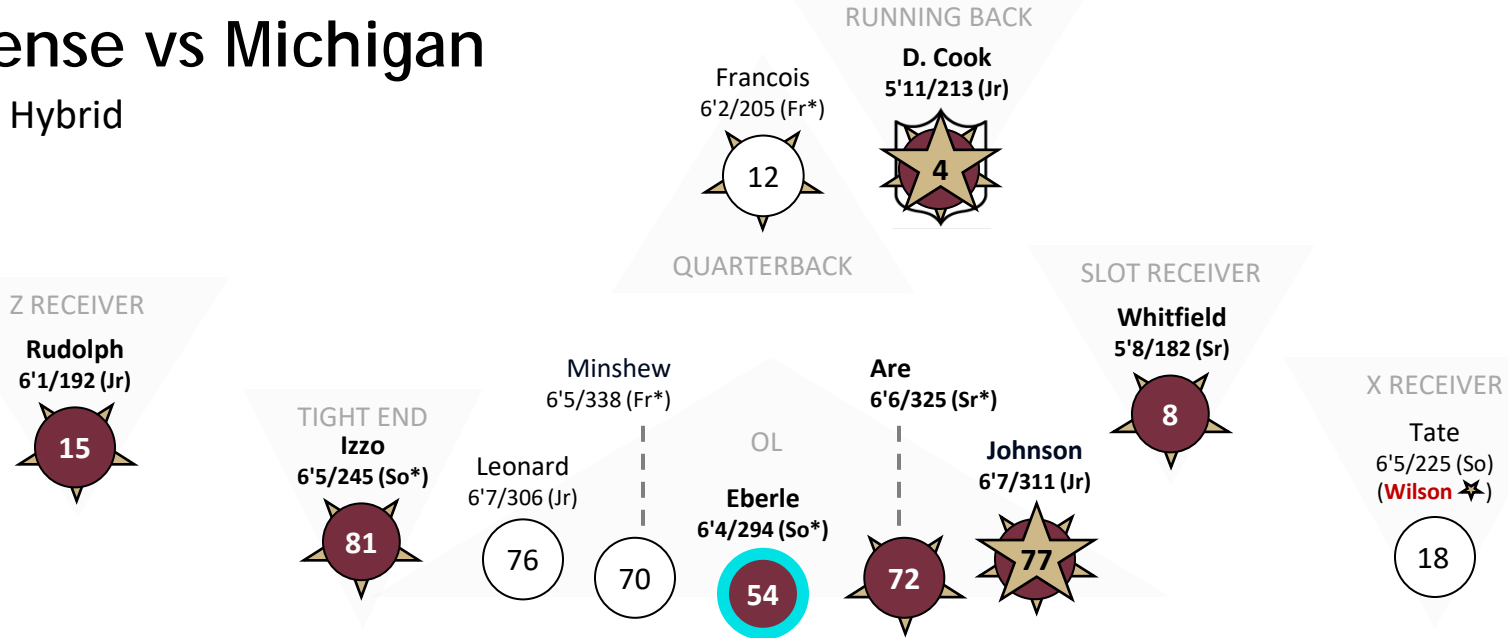 ense vs Michigan
Hybrid
RUNNING BACK
D. Cook
5'11/213 (Jr)
4
Francois
6'2/205 (Fr*)
12
QUARTERBACK
Z RECEIVER
Rudolph
6'1/192 (Jr)
15
TIGHT END
Izzo
6'5/245 (So*)
81
Leonard
6'7/306 (Jr)
76
Minshew
6'5/338 (Fr*)
70
OL
Eberle
6'4/294 (So*)
54
Are
6'6/325 (Sr*)
72
Johnson
6'7/311 (Jr)
77
SLOT RECEIVER
Whitfield
5'8/182 (Sr)
8
X RECEIVER
Tate
6'5/225 (So)
(Wilson )
18